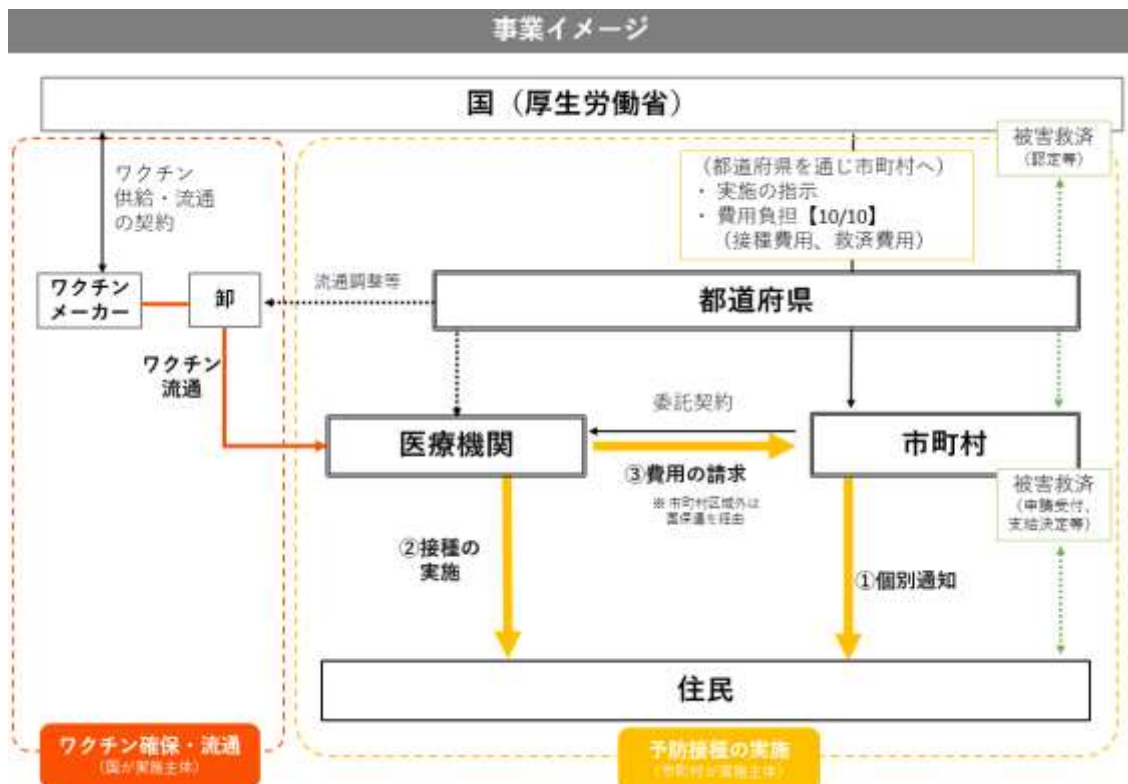 事業イメージ
国（厚生労働省）
ワクチン
供給・流通
の契約
（都道府県を通じ市町村へ）
・ 実施の指示
・ 費用負担【10/10】
（接種費用、救済費用）
被害救済
（認定等）
ワクチン
メーカー
卸
流通調整等
都道府県
ワクチン
流通
委託契約
医療機関
市町村
③費用の請求
※ 市町村区域外は
国保連を経由
被害救済
（申請受付、
支給決定等）
②接種の
実施
①個別通知
住民
ワクチン確保・流通
（国が実施主体）
予防接種の実施
（市町村が実施主体）